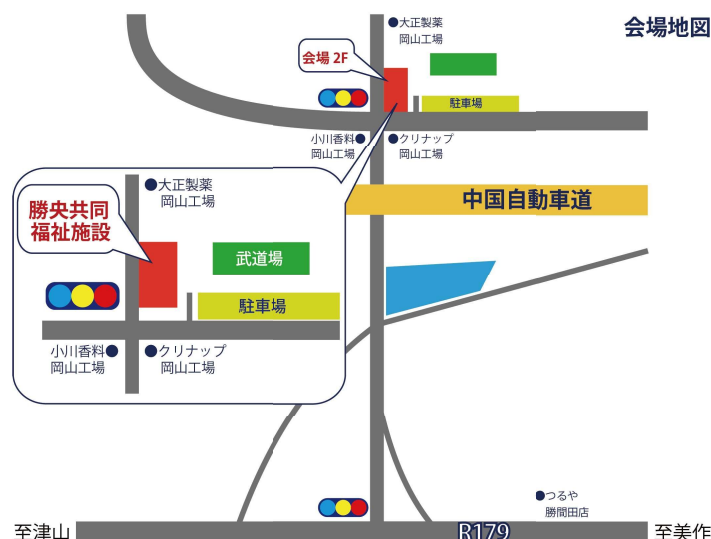 会場地図
●大正製薬
岡山工場
会場 2F
駐車場
小川香料●
岡山工場
●クリナップ
岡山工場
中国自動車道
●大正製薬
岡山工場
勝央共同
福祉施設
武道場
駐車場
小川香料●
岡山工場
●クリナップ
岡山工場
●つるや
勝間田店
至津山
R179
至美作